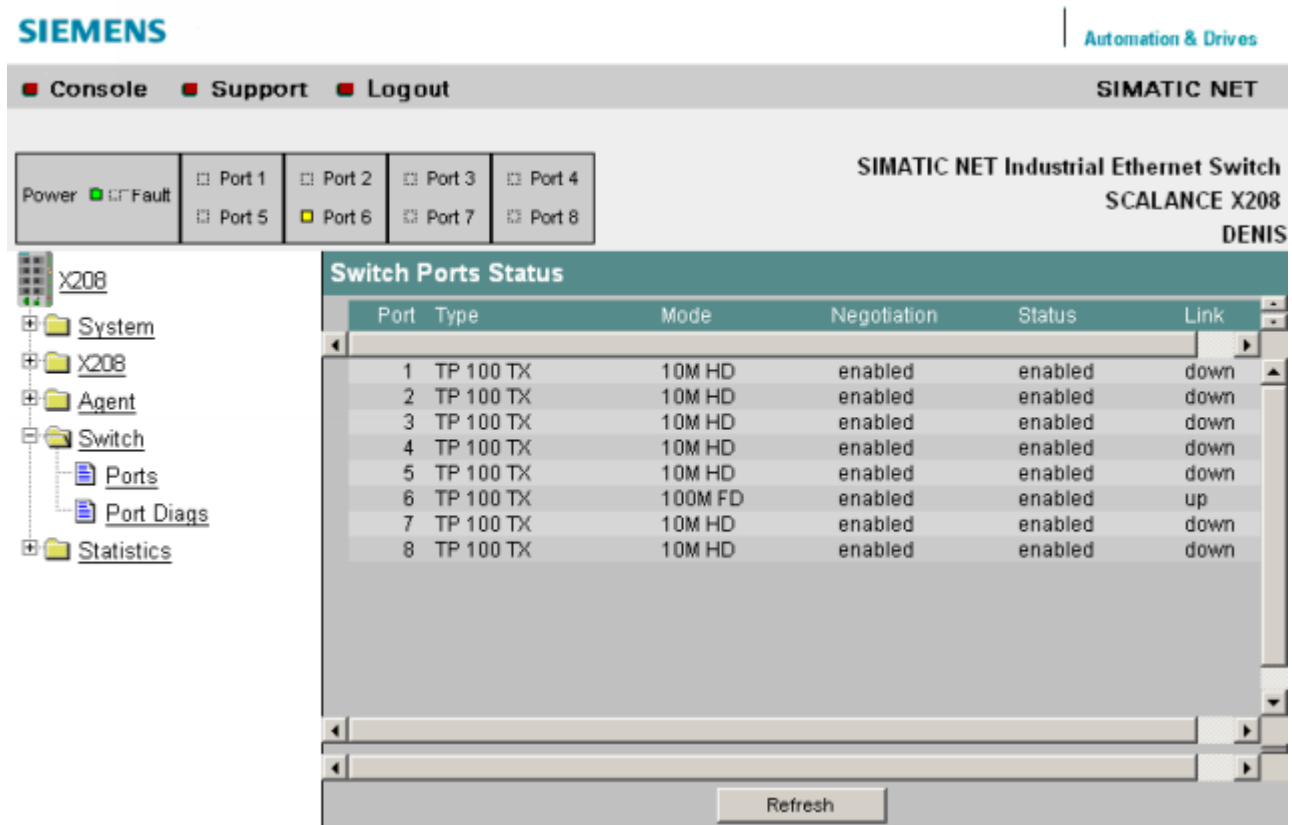 SIEMENS
Automation & Drives
Console Support Logout SIMATIC NET
Power Fault Port 1 Port 2 Port 3 Port 4
Port 5 Port 6 Port 7 Port 8
SIMATIC NET Industrial Ethernet Switch
SCALANCE X208
DENIS
X208
System
X208
Agent
Switch
Ports
Port Diags
Statistics
Switch Ports Status
Port Type Mode Negotiation Status Link
1 TP 100 TX 10M HD enabled enabled down
2 TP 100 TX 10M HD enabled enabled down
3 TP 100 TX 10M HD enabled enabled down
4 TP 100 TX 10M HD enabled enabled down
5 TP 100 TX 10M HD enabled enabled down
6 TP 100 TX 100M FD enabled enabled up
7 TP 100 TX 10M HD enabled enabled down
8 TP 100 TX 10M HD enabled enabled down
Refresh